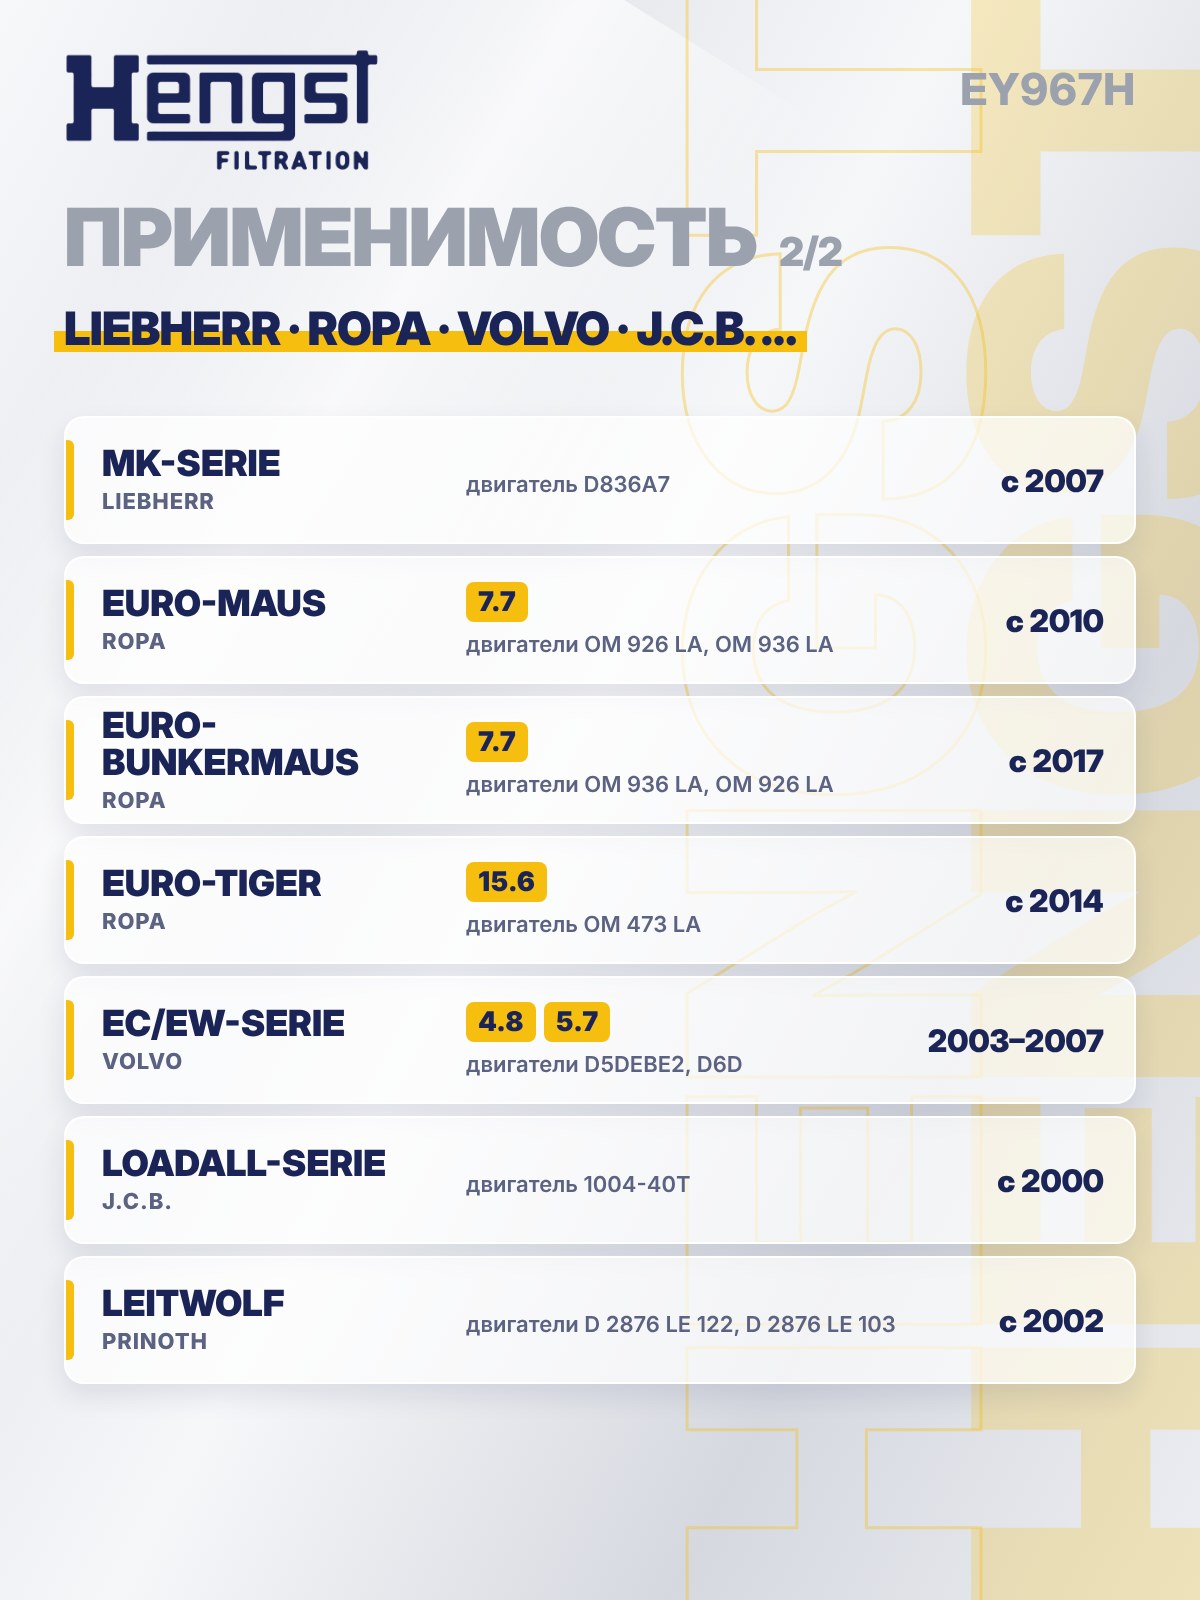 Hengst
FILTRATION
EY967H
ПРИМЕНИМОСТЬ 2/2
LIEBHERR · ROPA · VOLVO · J.C.B. ...
MK-SERIE
LIEBHERR
двигатель D836A7
с 2007
EURO-MAUS
ROPA
7.7
двигатели OM 926 LA, OM 936 LA
с 2010
EURO-
BUNKERMAUS
ROPA
7.7
двигатели OM 936 LA, OM 926 LA
с 2017
EURO-TIGER
ROPA
15.6
двигатель OM 473 LA
с 2014
EC/EW-SERIE
VOLVO
4.8 5.7
двигатели D5DEBE2, D6D
2003–2007
LOADALL-SERIE
J.C.B.
двигатель 1004-40T
с 2000
LEITWOLF
PRINOTH
двигатели D 2876 LE 122, D 2876 LE 103
с 2002
HENGST
HENGST